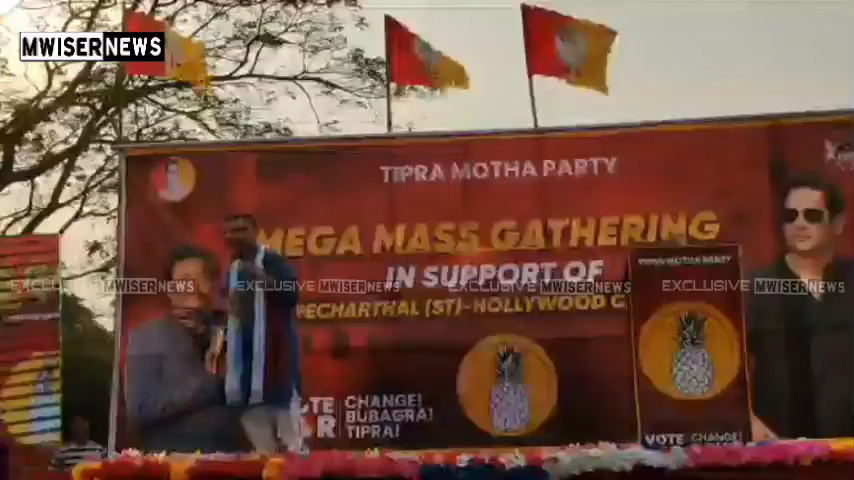 MWISERNEWS
TIPRA MOTHA PARTY
MEGA MASS GATHERING
IN SUPPORT OF
PECHARTHAL (ST)-HOLLYWOOD C
TIPRA MOTHA PARTY
EXCLUSIVE MWISERNEWS EXCLUSIVE MWISERNEWS EXCLUSIVE MWISERNEWS EXCLUSIVE MWISERNEWS
CHANGE!
BUBAGRA!
TIPRA!
VOTE CHANGE!